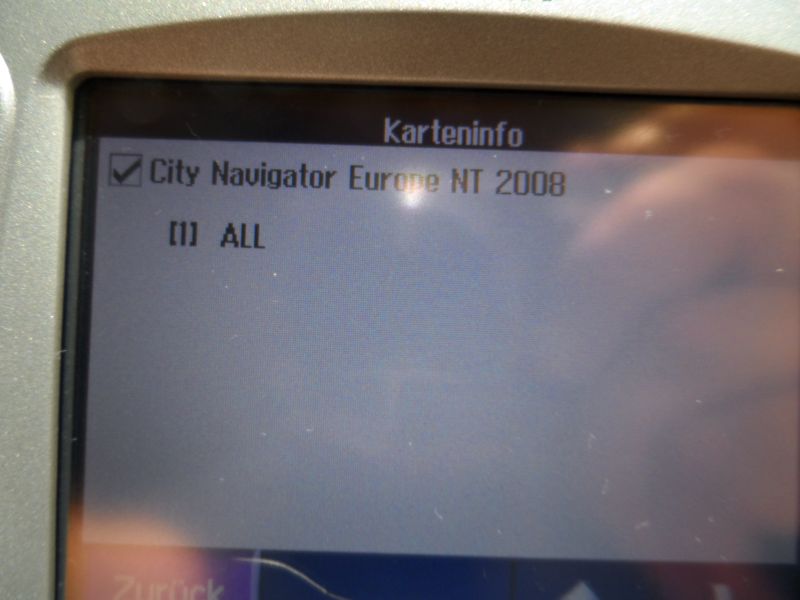 Karteninfo
City Navigator Europe NT 2008
[1] ALL
Zurück